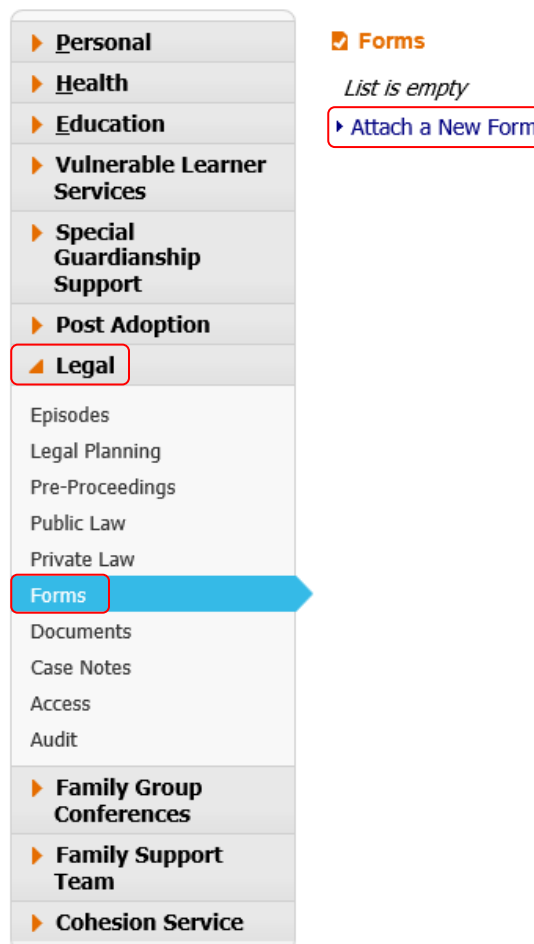 Personal
Health
Education
Vulnerable Learner
Services
Special
Guardianship
Support
Post Adoption
Legal
Episodes
Legal Planning
Pre-Proceedings
Public Law
Private Law
Forms
Documents
Case Notes
Access
Audit
Family Group
Conferences
Family Support
Team
Cohesion Service
Forms
List is empty
Attach a New Form